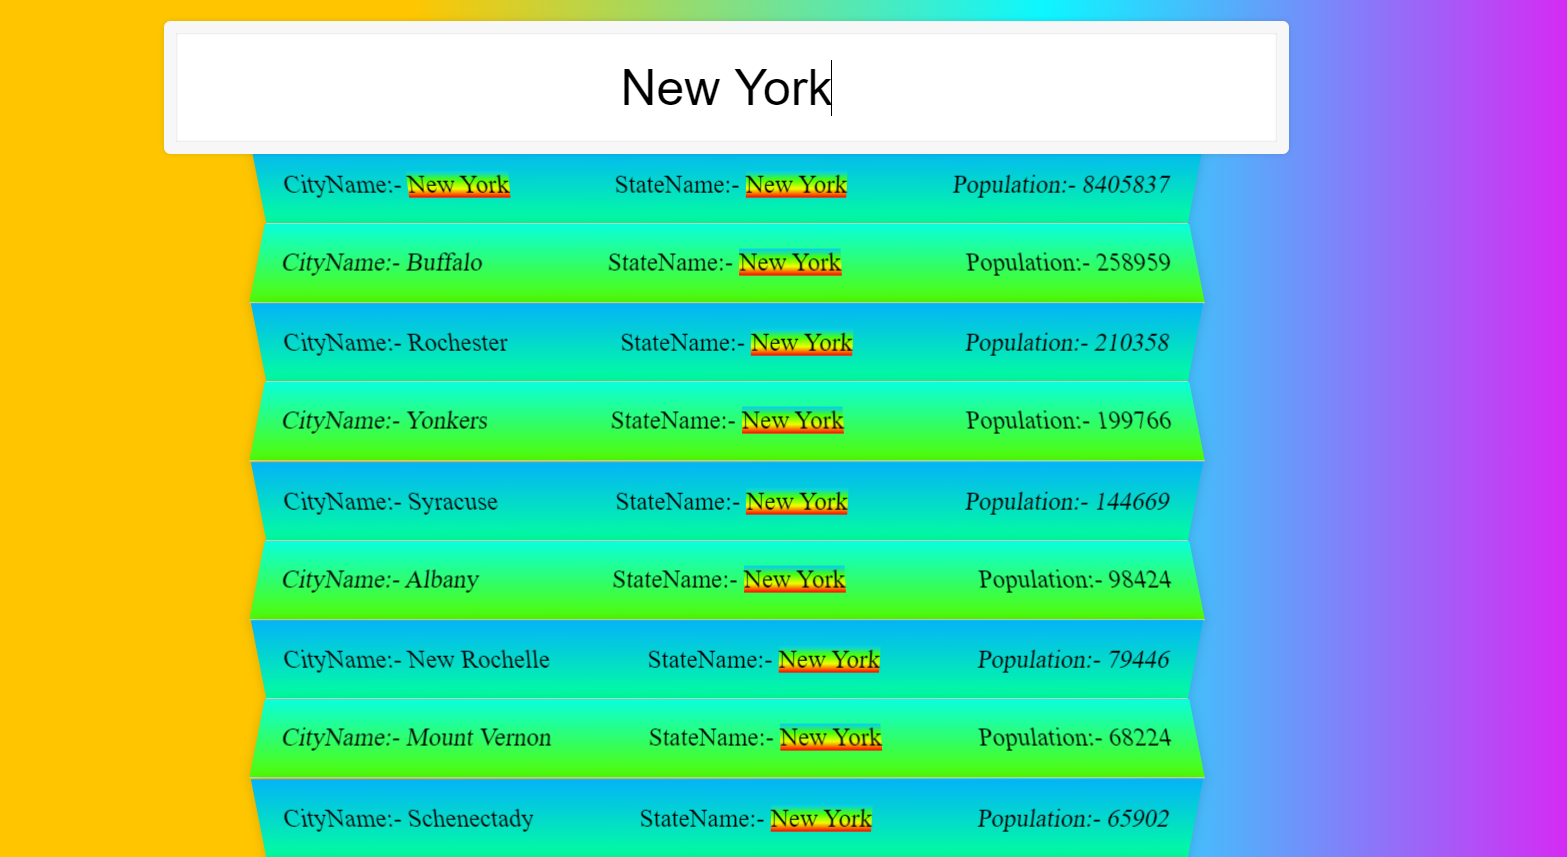 New York
CityName:- New York StateName:- New York Population:- 8405837
CityName:- Buffalo StateName:- New York Population:- 258959
CityName:- Rochester StateName:- New York Population:- 210358
CityName:- Yonkers StateName:- New York Population:- 199766
CityName:- Syracuse StateName:- New York Population:- 144669
CityName:- Albany StateName:- New York Population:- 98424
CityName:- New Rochelle StateName:- New York Population:- 79446
CityName:- Mount Vernon StateName:- New York Population:- 68224
CityName:- Schenectady StateName:- New York Population:- 65902